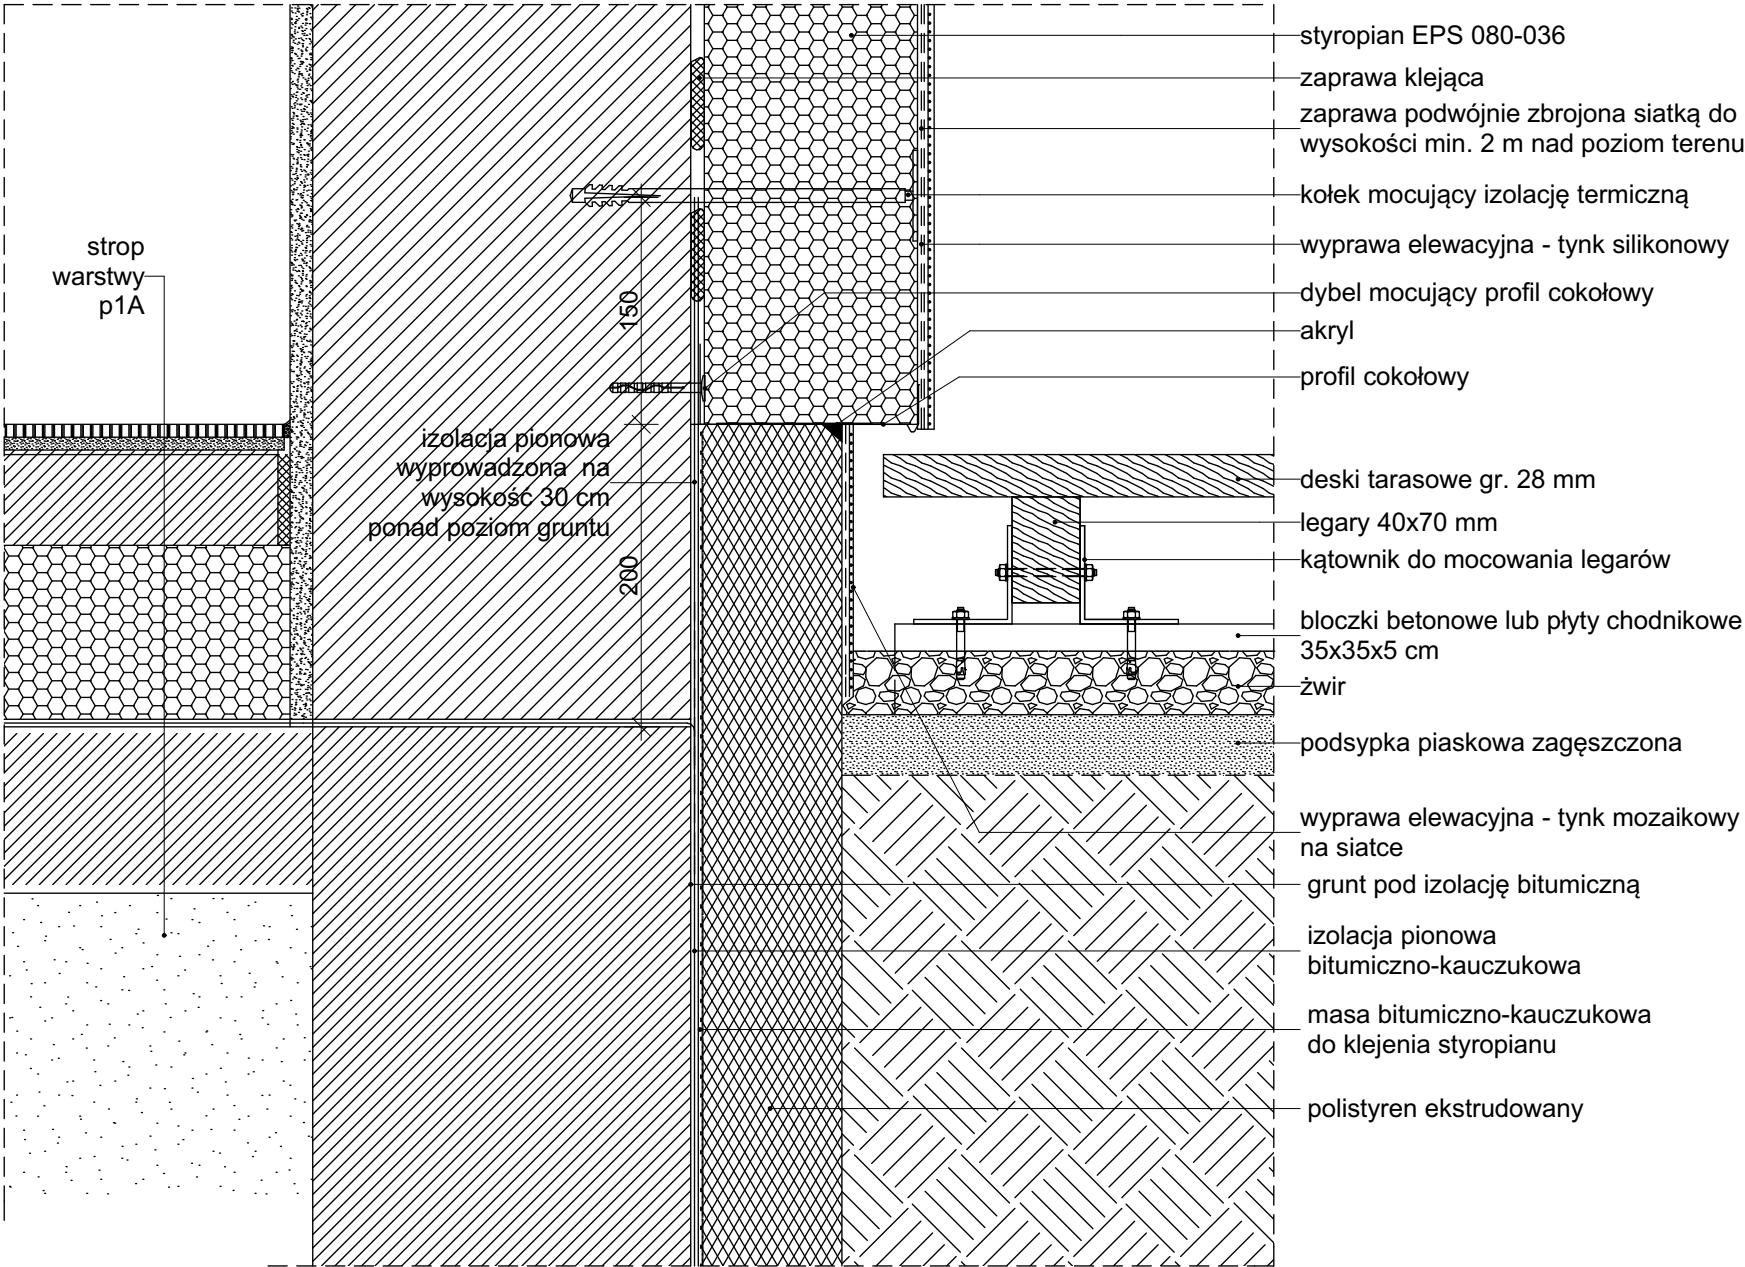 styropian EPS 080-036
zaprawa klejąca
zaprawa podwójnie zbrojona siatką do
wysokości min. 2 m nad poziom terenu
kołek mocujący izolację termiczną
wyprawa elewacyjna - tynk silikonowy
dybel mocujący profil cokołowy
akryl
profil cokołowy
strop
warstwy
p1A
150
izolacja pionowa
wyprowadzona na
wysokość 30 cm
ponad poziom gruntu
200
deski tarasowe gr. 28 mm
legary 40x70 mm
kątownik do mocowania legarów
bloczki betonowe lub płyty chodnikowe
35x35x5 cm
żwir
podsypka piaskowa zagęszczona
wyprawa elewacyjna - tynk mozaikowy
na siatce
grunt pod izolację bitumiczną
izolacja pionowa
bitumiczno-kauczukowa
masa bitumiczno-kauczukowa
do klejenia styropianu
polistyren ekstrudowany